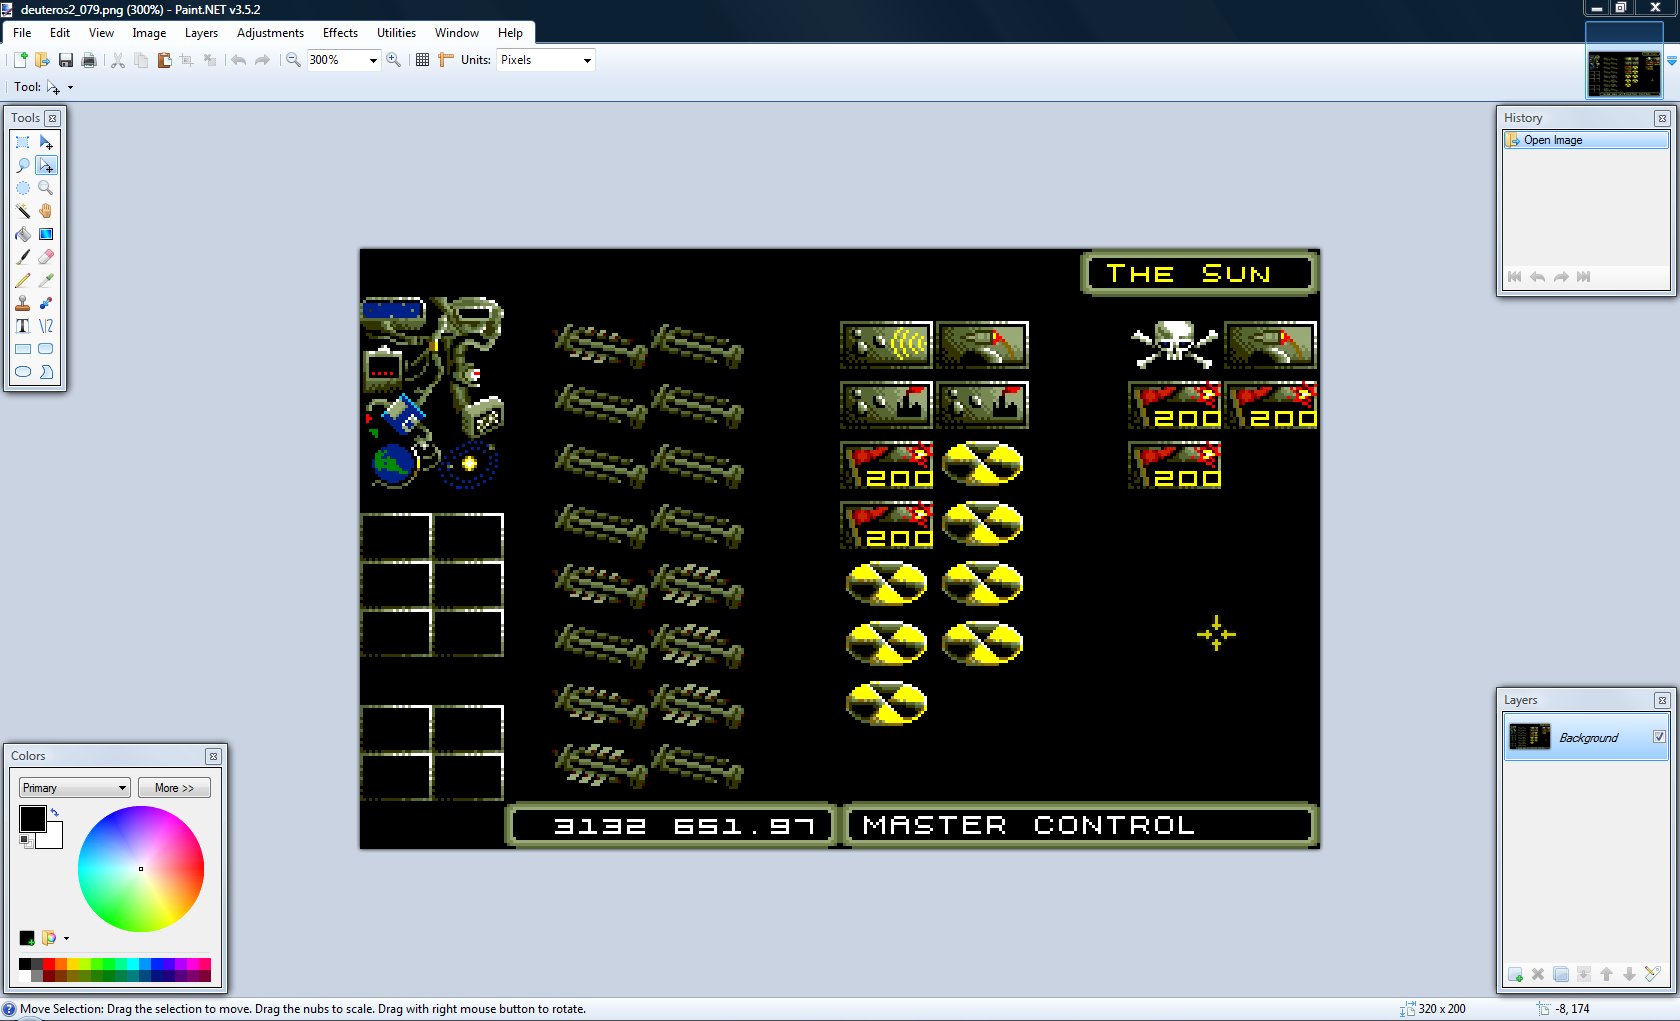 deuteros2_079.png (300%) - Paint.NET v3.5.2
File Edit View Image Layers Adjustments Effects Utilities Window Help
300% Units: Pixels
Tool:
Tools
History
Open Image
THE SUN
200 200
200 200
200
3132 651.97 MASTER CONTROL
Layers
Background
Colors
Primary More >>
Move Selection: Drag the selection to move. Drag the nubs to scale. Drag with right mouse button to rotate. 320 x 200 -8, 174